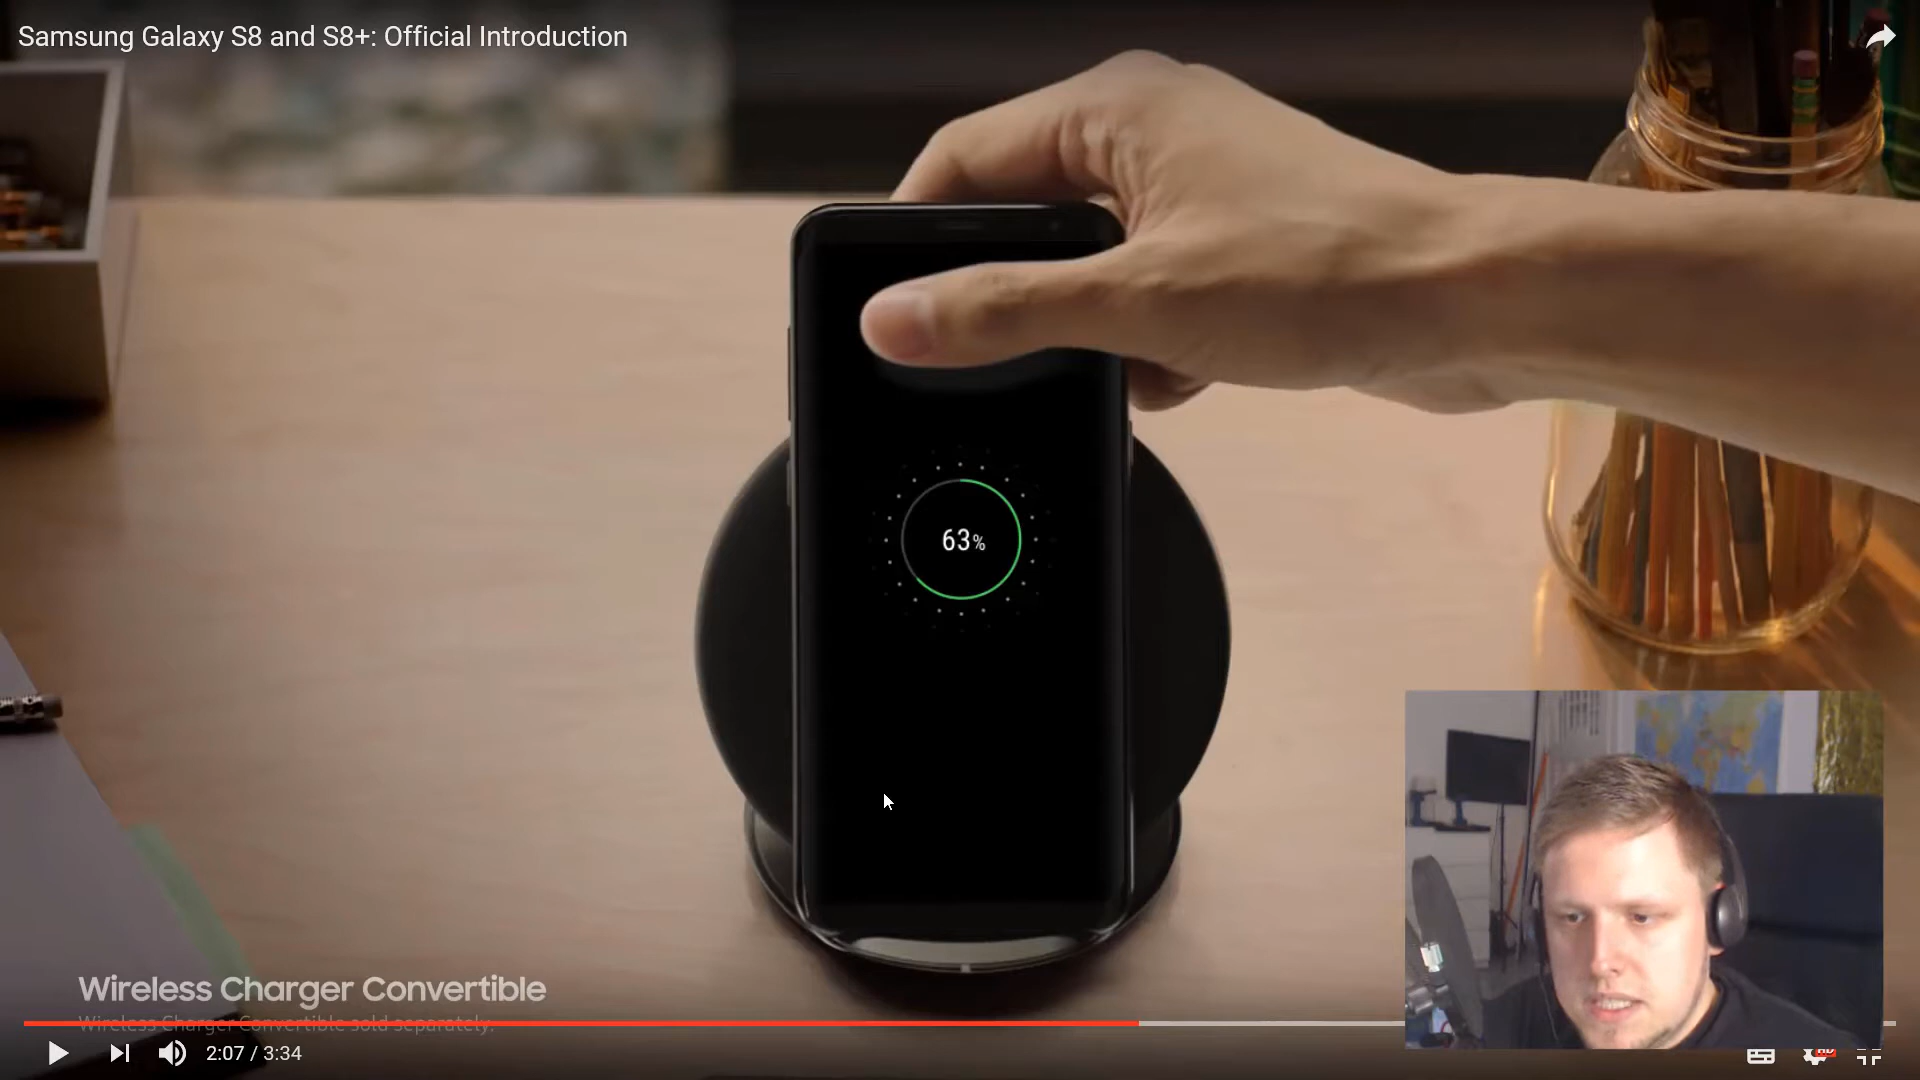 Samsung Galaxy S8 and S8+: Official Introduction
63%
Wireless Charger Convertible
Wireless Charger Convertible sold separately.
2:07 / 3:34
HD